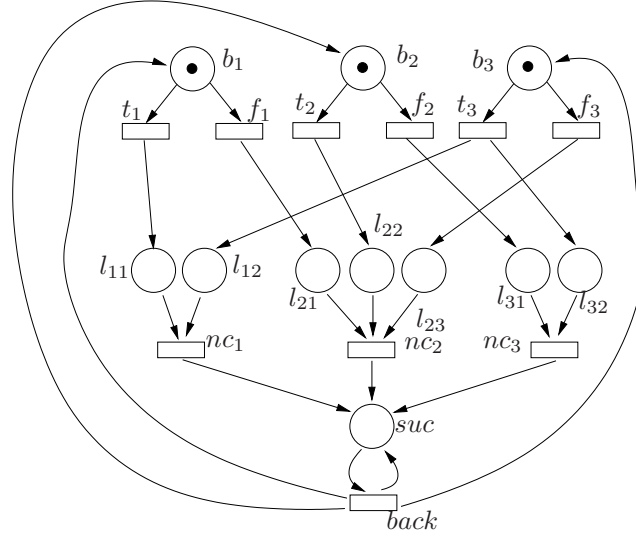 b₁ b₂ b₃
t₁ f₁ t₂ f₂ t₃ f₃
l₂₂
l₁₁ l₁₂
l₂₁ l₃₁ l₃₂
l₂₃
nc₁ nc₂ nc₃
suc
back